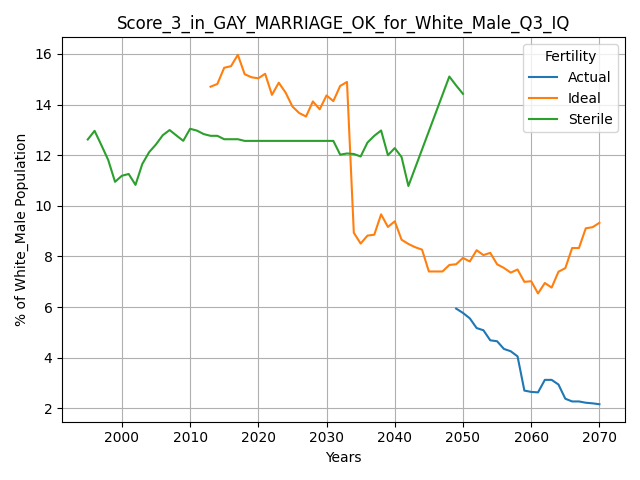 Score_3_in_GAY_MARRIAGE_OK_for_White_Male_Q3_IQ
% of White_Male Population
16
14
12
10
8
6
4
2
Fertility
Actual
Ideal
Sterile
2000 2010 2020 2030 2040 2050 2060 2070
Years